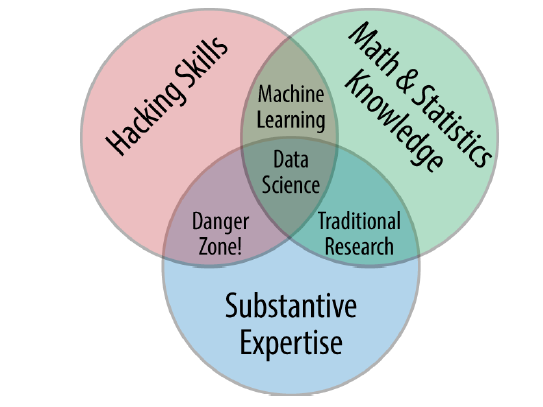 Hacking Skills
Math & Statistics
Knowledge
Machine
Learning
Data
Science
Danger
Zone!
Traditional
Research
Substantive
Expertise